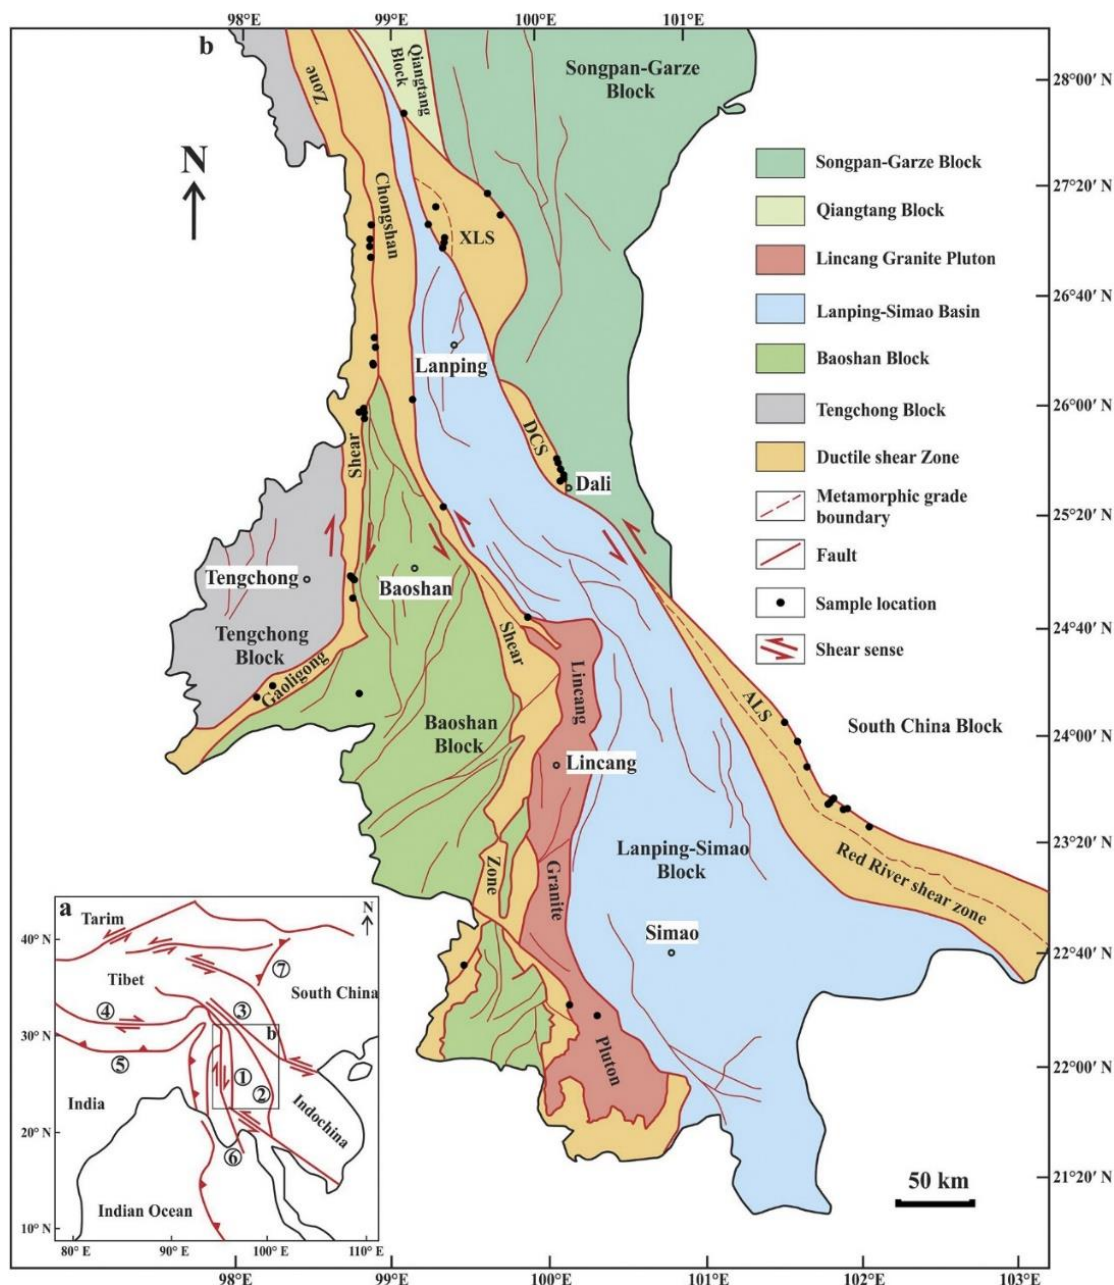 98°E
99°E
100°E
101°E
b
Songpan-Garze
Block
Qiangtang
Block
Zone
N
28°00′ N
27°20′ N
26°40′ N
26°00′ N
25°20′ N
24°40′ N
24°00′ N
23°20′ N
22°40′ N
22°00′ N
21°20′ N
Songpan-Garze Block
Qiangtang Block
Lincang Granite Pluton
Lanping-Simao Basin
Baoshan Block
Tengchong Block
Ductile shear Zone
Metamorphic grade
boundary
Fault
Sample location
Shear sense
Chongshan
XLS
Lanping
DCS
Dali
Shear
Tengchong
Baoshan
Tengchong
Block
Gaoligong
Shear
Lincang
ALS
South China Block
Baoshan
Block
Lincang
Lanping-Simao
Block
Red River shear zone
Zone
Granite
Simao
Pluton
50 km
a
N
Tarim
40° N
Tibet
⑦
South China
④
③
b
30° N
⑤
①
②
India
Indochina
20° N
⑥
Indian Ocean
10° N
80° E
90° E
100° E
110° E
98°E
99°E
100°E
101°E
102°E
103°E